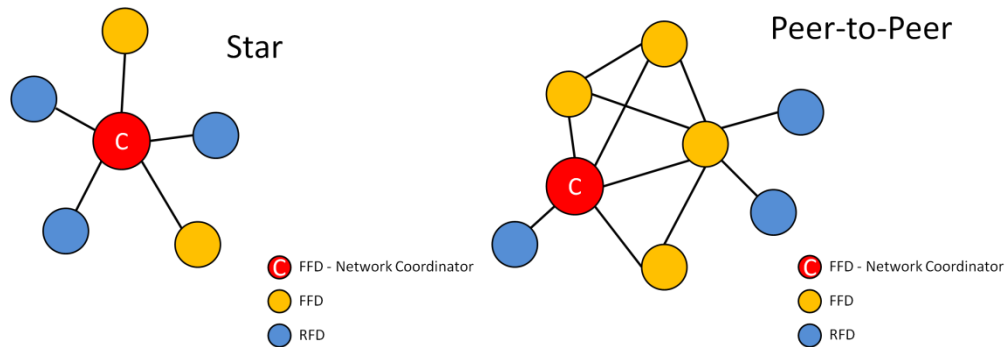 Star
C
C FFD - Network Coordinator
FFD
RFD
Peer-to-Peer
C
C FFD - Network Coordinator
FFD
RFD